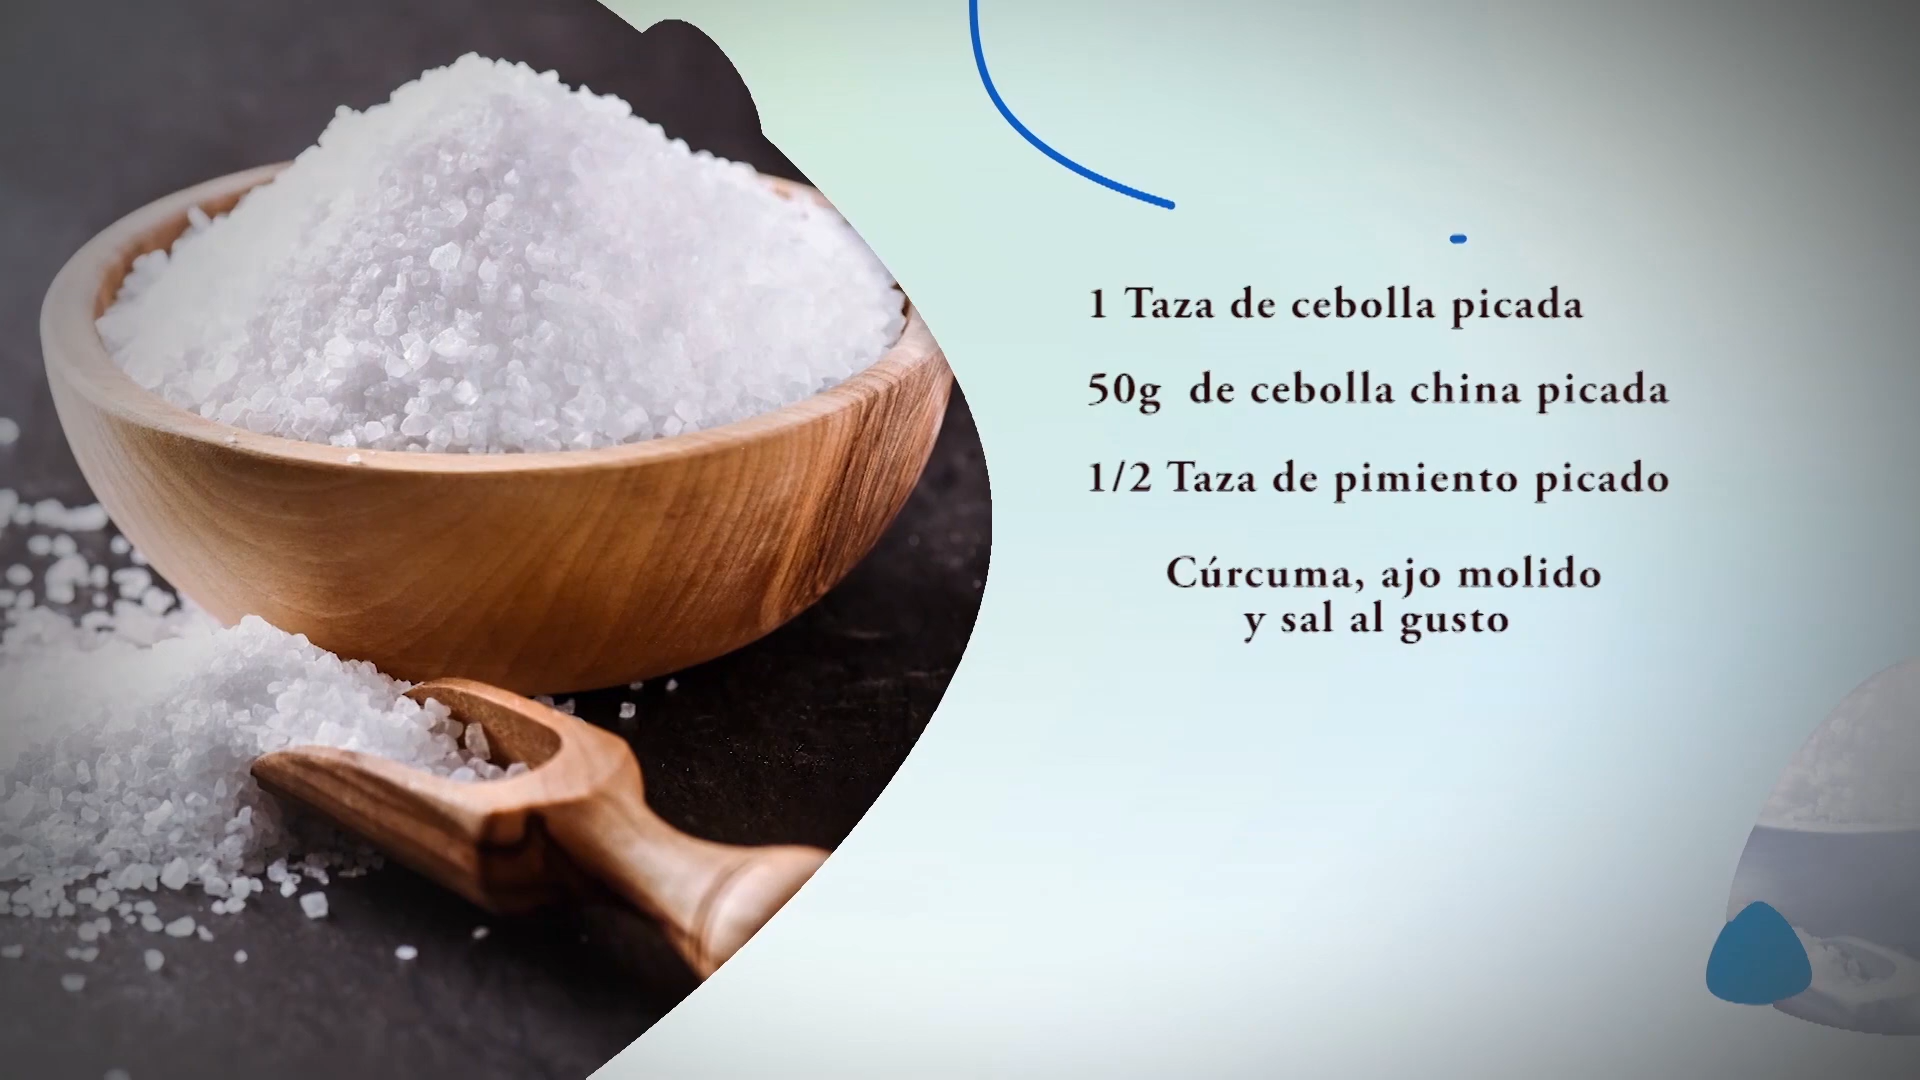 1 Taza de cebolla picada
50g de cebolla china picada
1/2 Taza de pimiento picado
Cúrcuma, ajo molido
y sal al gusto